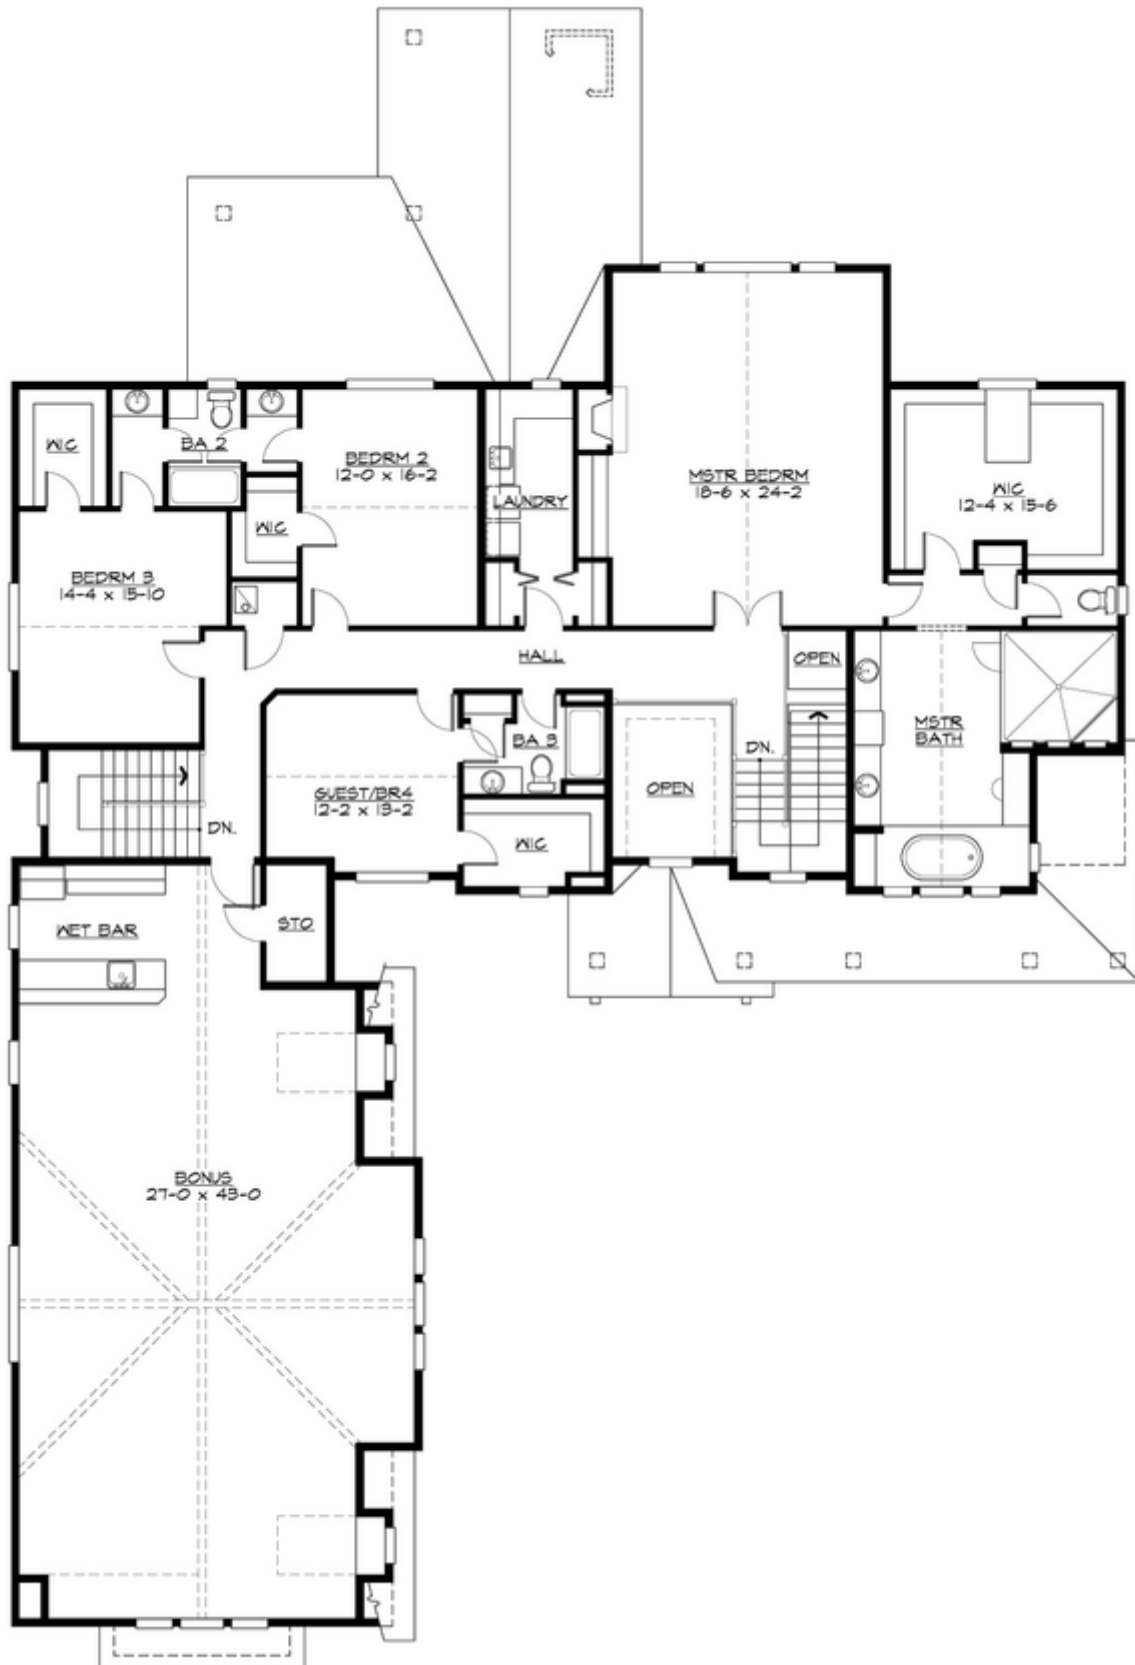 WIC
BA 2
BEDRM 2
12-0 x 16-2
LAUNDRY
MSTR BEDRM
18-6 x 24-2
WIC
12-4 x 15-6
WIC
BEDRM 3
14-4 x 15-10
HALL
OPEN
MSTR
BATH
BA 3
DN.
OPEN
GUEST/BR4
12-2 x 13-2
DN.
WIC
WET BAR
STO
BONUS
27-0 x 43-0